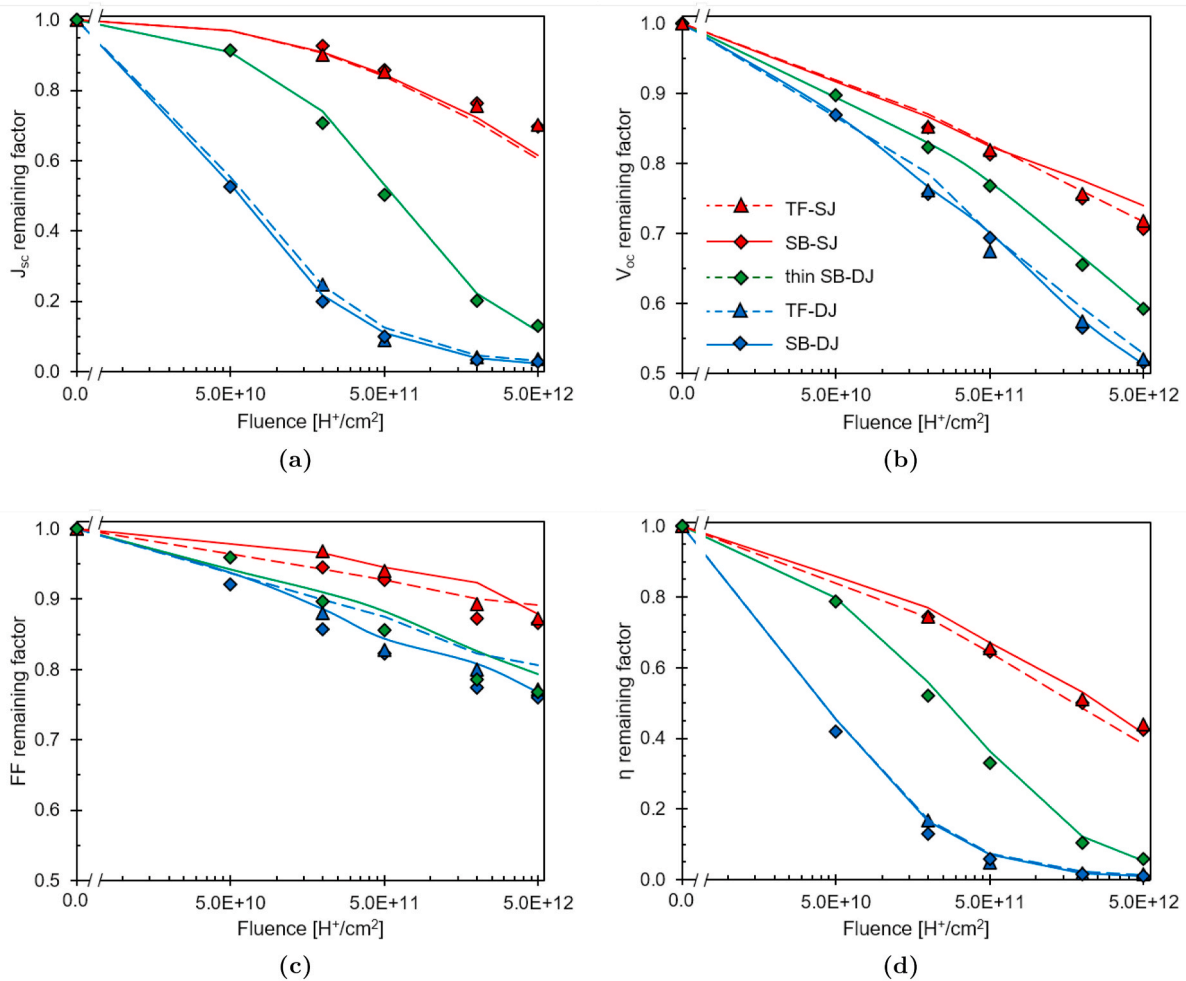 1.0
0.8
0.6
0.4
0.2
0.0
J_sc remaining factor
0.0
5.0E+10
5.0E+11
5.0E+12
Fluence [H⁺/cm²]
(a)
1.0
0.9
0.8
0.7
0.6
0.5
V_oc remaining factor
TF-SJ
SB-SJ
thin SB-DJ
TF-DJ
SB-DJ
0.0
5.0E+10
5.0E+11
5.0E+12
Fluence [H⁺/cm²]
(b)
1.0
0.9
0.8
0.7
0.6
0.5
FF remaining factor
0.0
5.0E+10
5.0E+11
5.0E+12
Fluence [H⁺/cm²]
(c)
1.0
0.8
0.6
0.4
0.2
0.0
η remaining factor
0.0
5.0E+10
5.0E+11
5.0E+12
Fluence [H⁺/cm²]
(d)